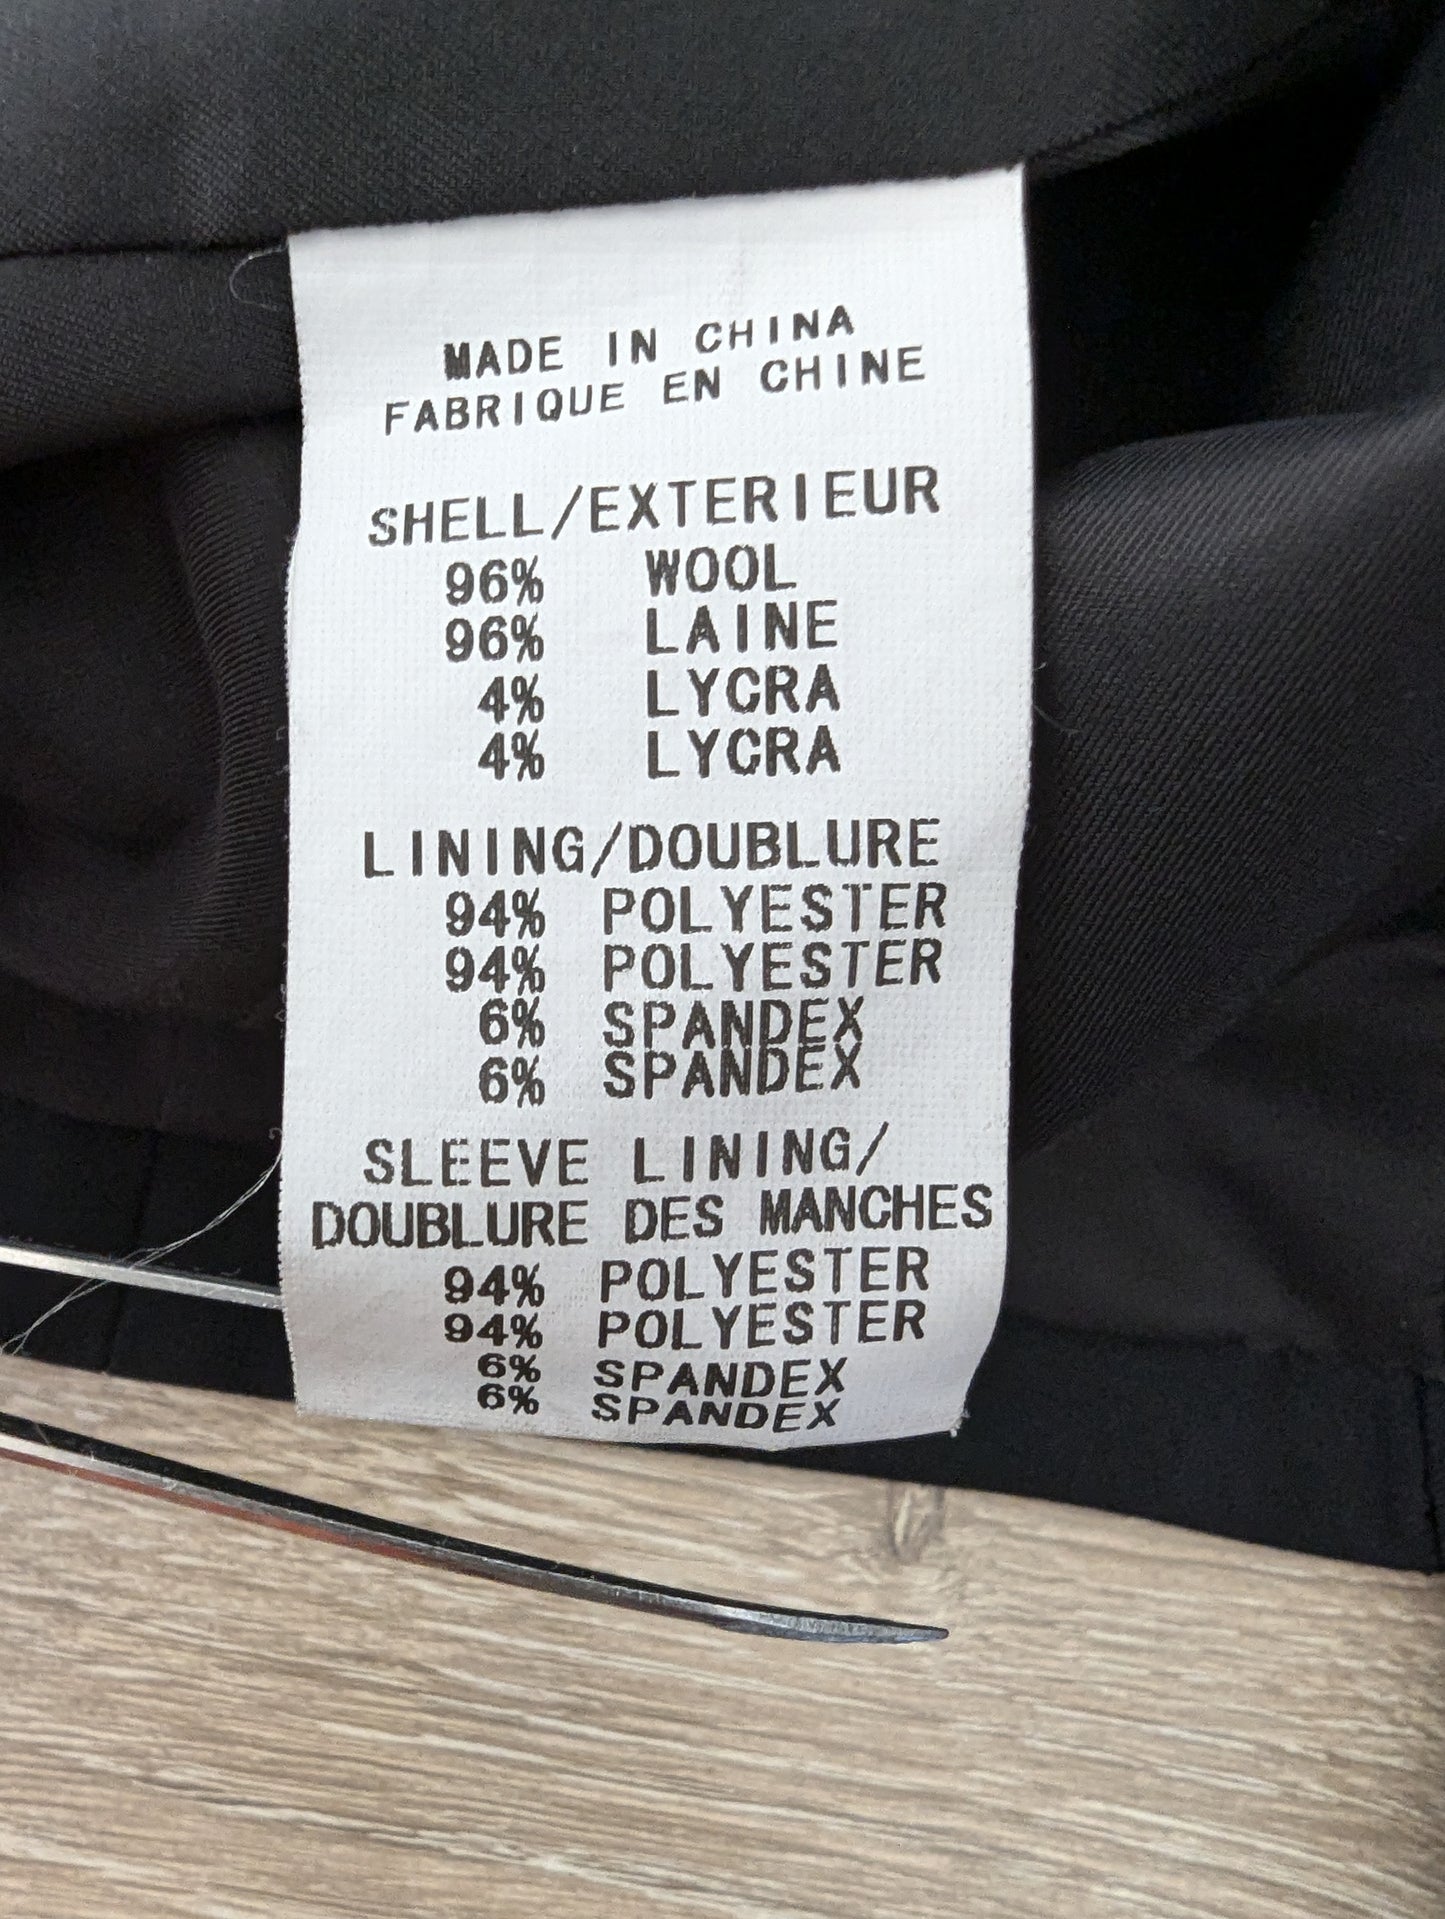 MADE IN CHINA
FABRIQUE EN CHINE
SHELL/EXTERIEUR
96% WOOL
96% LAINE
4% LYCRA
4% LYCRA
LINING/DOUBLURE
94% POLYESTER
94% POLYESTER
6% SPANDEX
6% SPANDEX
SLEEVE LINING/
DOUBLURE DES MANCHES
94% POLYESTER
94% POLYESTER
6% SPANDEX
6% SPANDEX